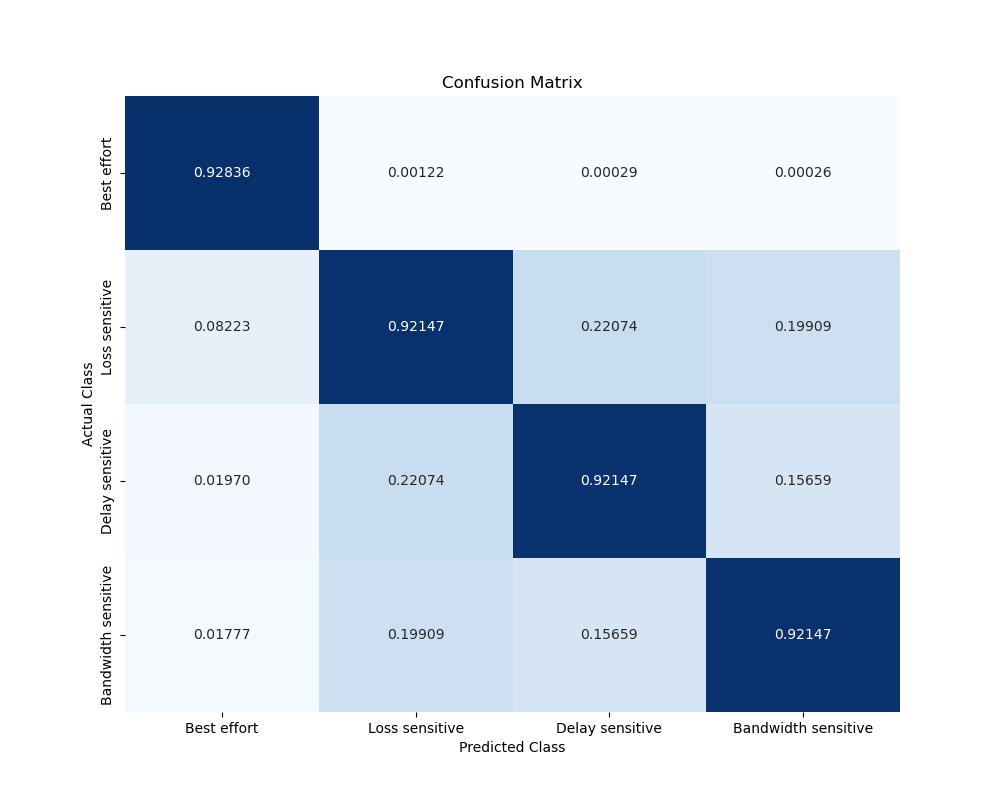 Confusion Matrix
Actual Class
Best effort
0.92836 0.00122 0.00029 0.00026
Loss sensitive
0.08223 0.92147 0.22074 0.19909
Delay sensitive
0.01970 0.22074 0.92147 0.15659
Bandwidth sensitive
0.01777 0.19909 0.15659 0.92147
Best effort Loss sensitive Delay sensitive Bandwidth sensitive
Predicted Class